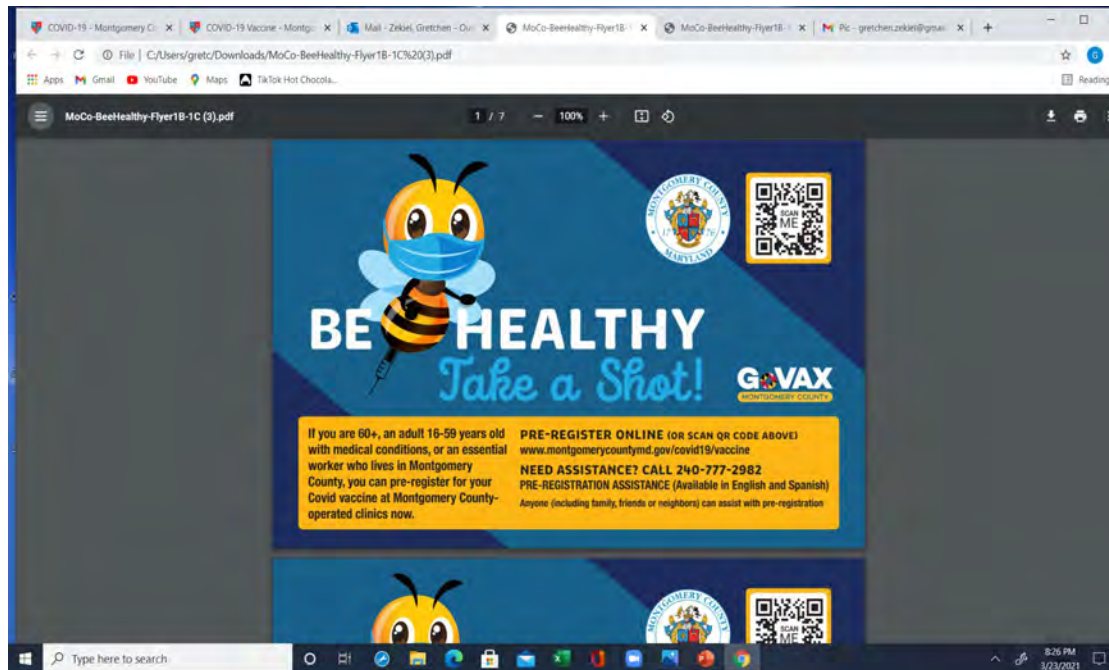 COVID-19 - Montgomery C
COVID-19 Vaccine - Montg
Mail - Zekiel, Gretchen - Ou
MoCo-BeeHealthy-Flyer1B-1
MoCo-BeeHealthy-Flyer1B-
Pic - gretchen.zekiel@gmai
File | C:/Users/gretc/Downloads/MoCo-BeeHealthy-Flyer1B-1C%20(3).pdf
G
Apps Gmail YouTube Maps TikTok Hot Chocola... Reading
MoCo-BeeHealthy-Flyer1B-1C (3).pdf 1 / 7 - 100% +
MONTGOMERY COUNTY
17 76
MARYLAND
SCAN
ME
BE HEALTHY
Take a Shot!
GOVAX
MONTGOMERY COUNTY
If you are 60+, an adult 16-59 years old
with medical conditions, or an essential
worker who lives in Montgomery
County, you can pre-register for your
Covid vaccine at Montgomery County-
operated clinics now.
PRE-REGISTER ONLINE (OR SCAN QR CODE ABOVE)
www.montgomerycountymd.gov/covid19/vaccine
NEED ASSISTANCE? CALL 240-777-2982
PRE-REGISTRATION ASSISTANCE (Available in English and Spanish)
Anyone (including family, friends or neighbors) can assist with pre-registration
MONTGOMERY COUNTY
SCAN
ME
Type here to search
8:26 PM
3/23/2021